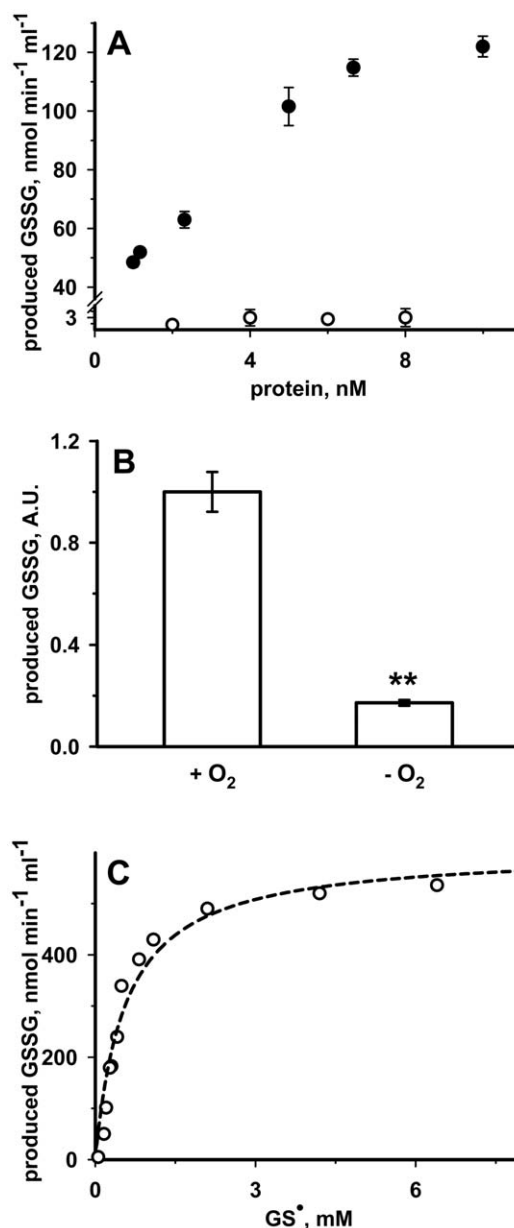 A
produced GSSG, nmol min⁻¹ ml⁻¹
120
100
80
60
40
3
0 4 8
protein, nM
B
produced GSSG, A.U.
1.2
0.8
0.4
0.0
**
+ O₂ - O₂
C
produced GSSG, nmol min⁻¹ ml⁻¹
400
200
0
0 3 6
GS•, mM